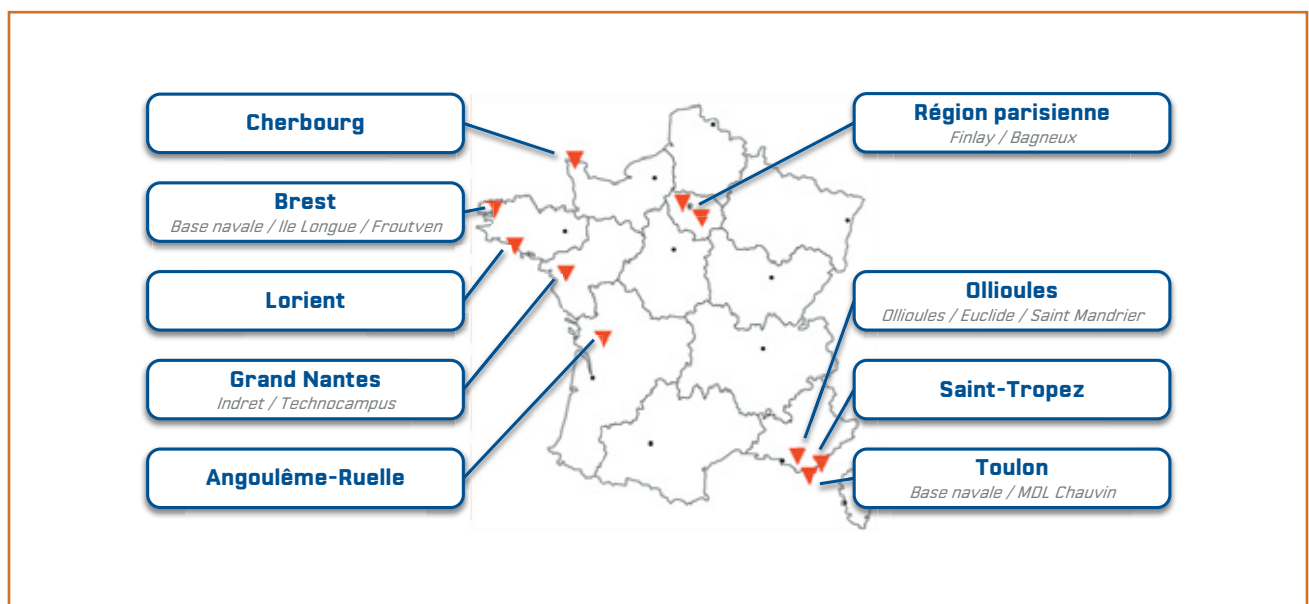 Cherbourg
Brest
Base navale / Ile Longue / Froutven
Lorient
Grand Nantes
Indret / Technocampus
Angoulême-Ruelle
Région parisienne
Finlay / Bagneux
Ollioules
Ollioules / Euclide / Saint Mandrier
Saint-Tropez
Toulon
Base navale / MDL Chauvin